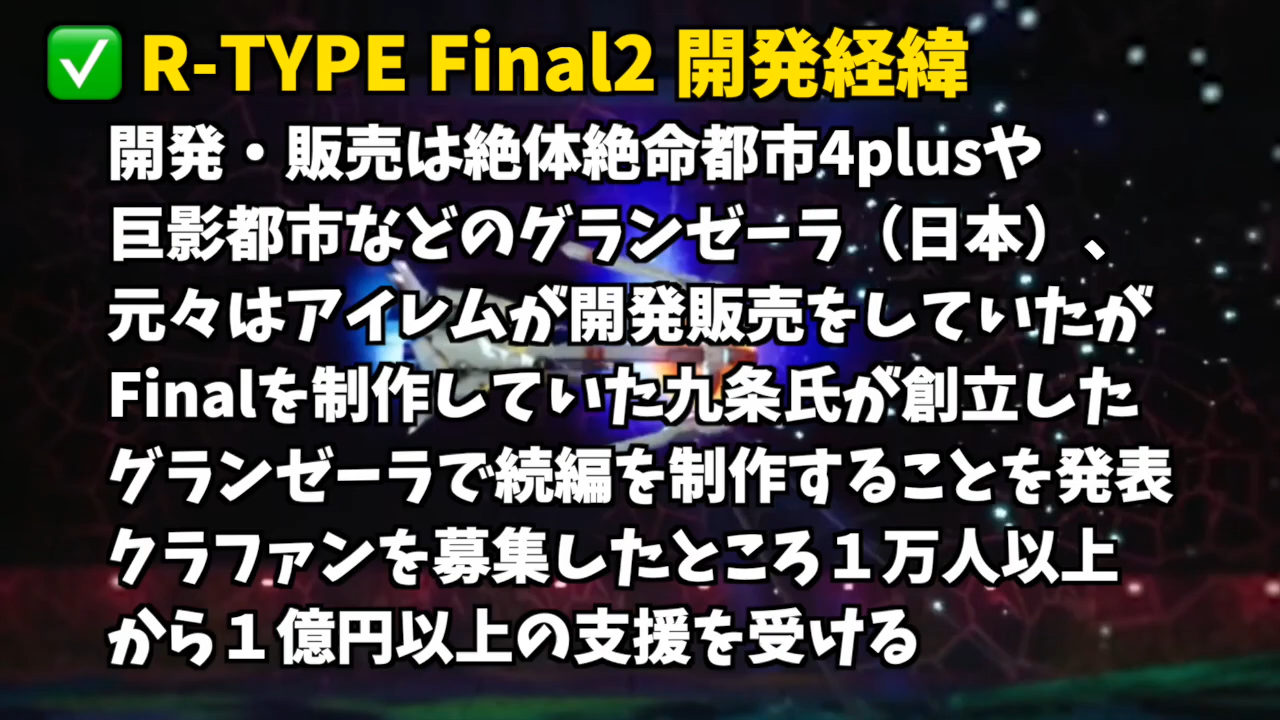 ✅ R-TYPE Final2 開発経緯
開発・販売は絶体絶命都市4plusや
巨影都市などのグランゼーラ（日本）、
元々はアイレムが開発販売をしていたが
Finalを制作していた九条氏が創立した
グランゼーラで続編を制作することを発表
クラファンを募集したところ１万人以上
から１億円以上の支援を受ける